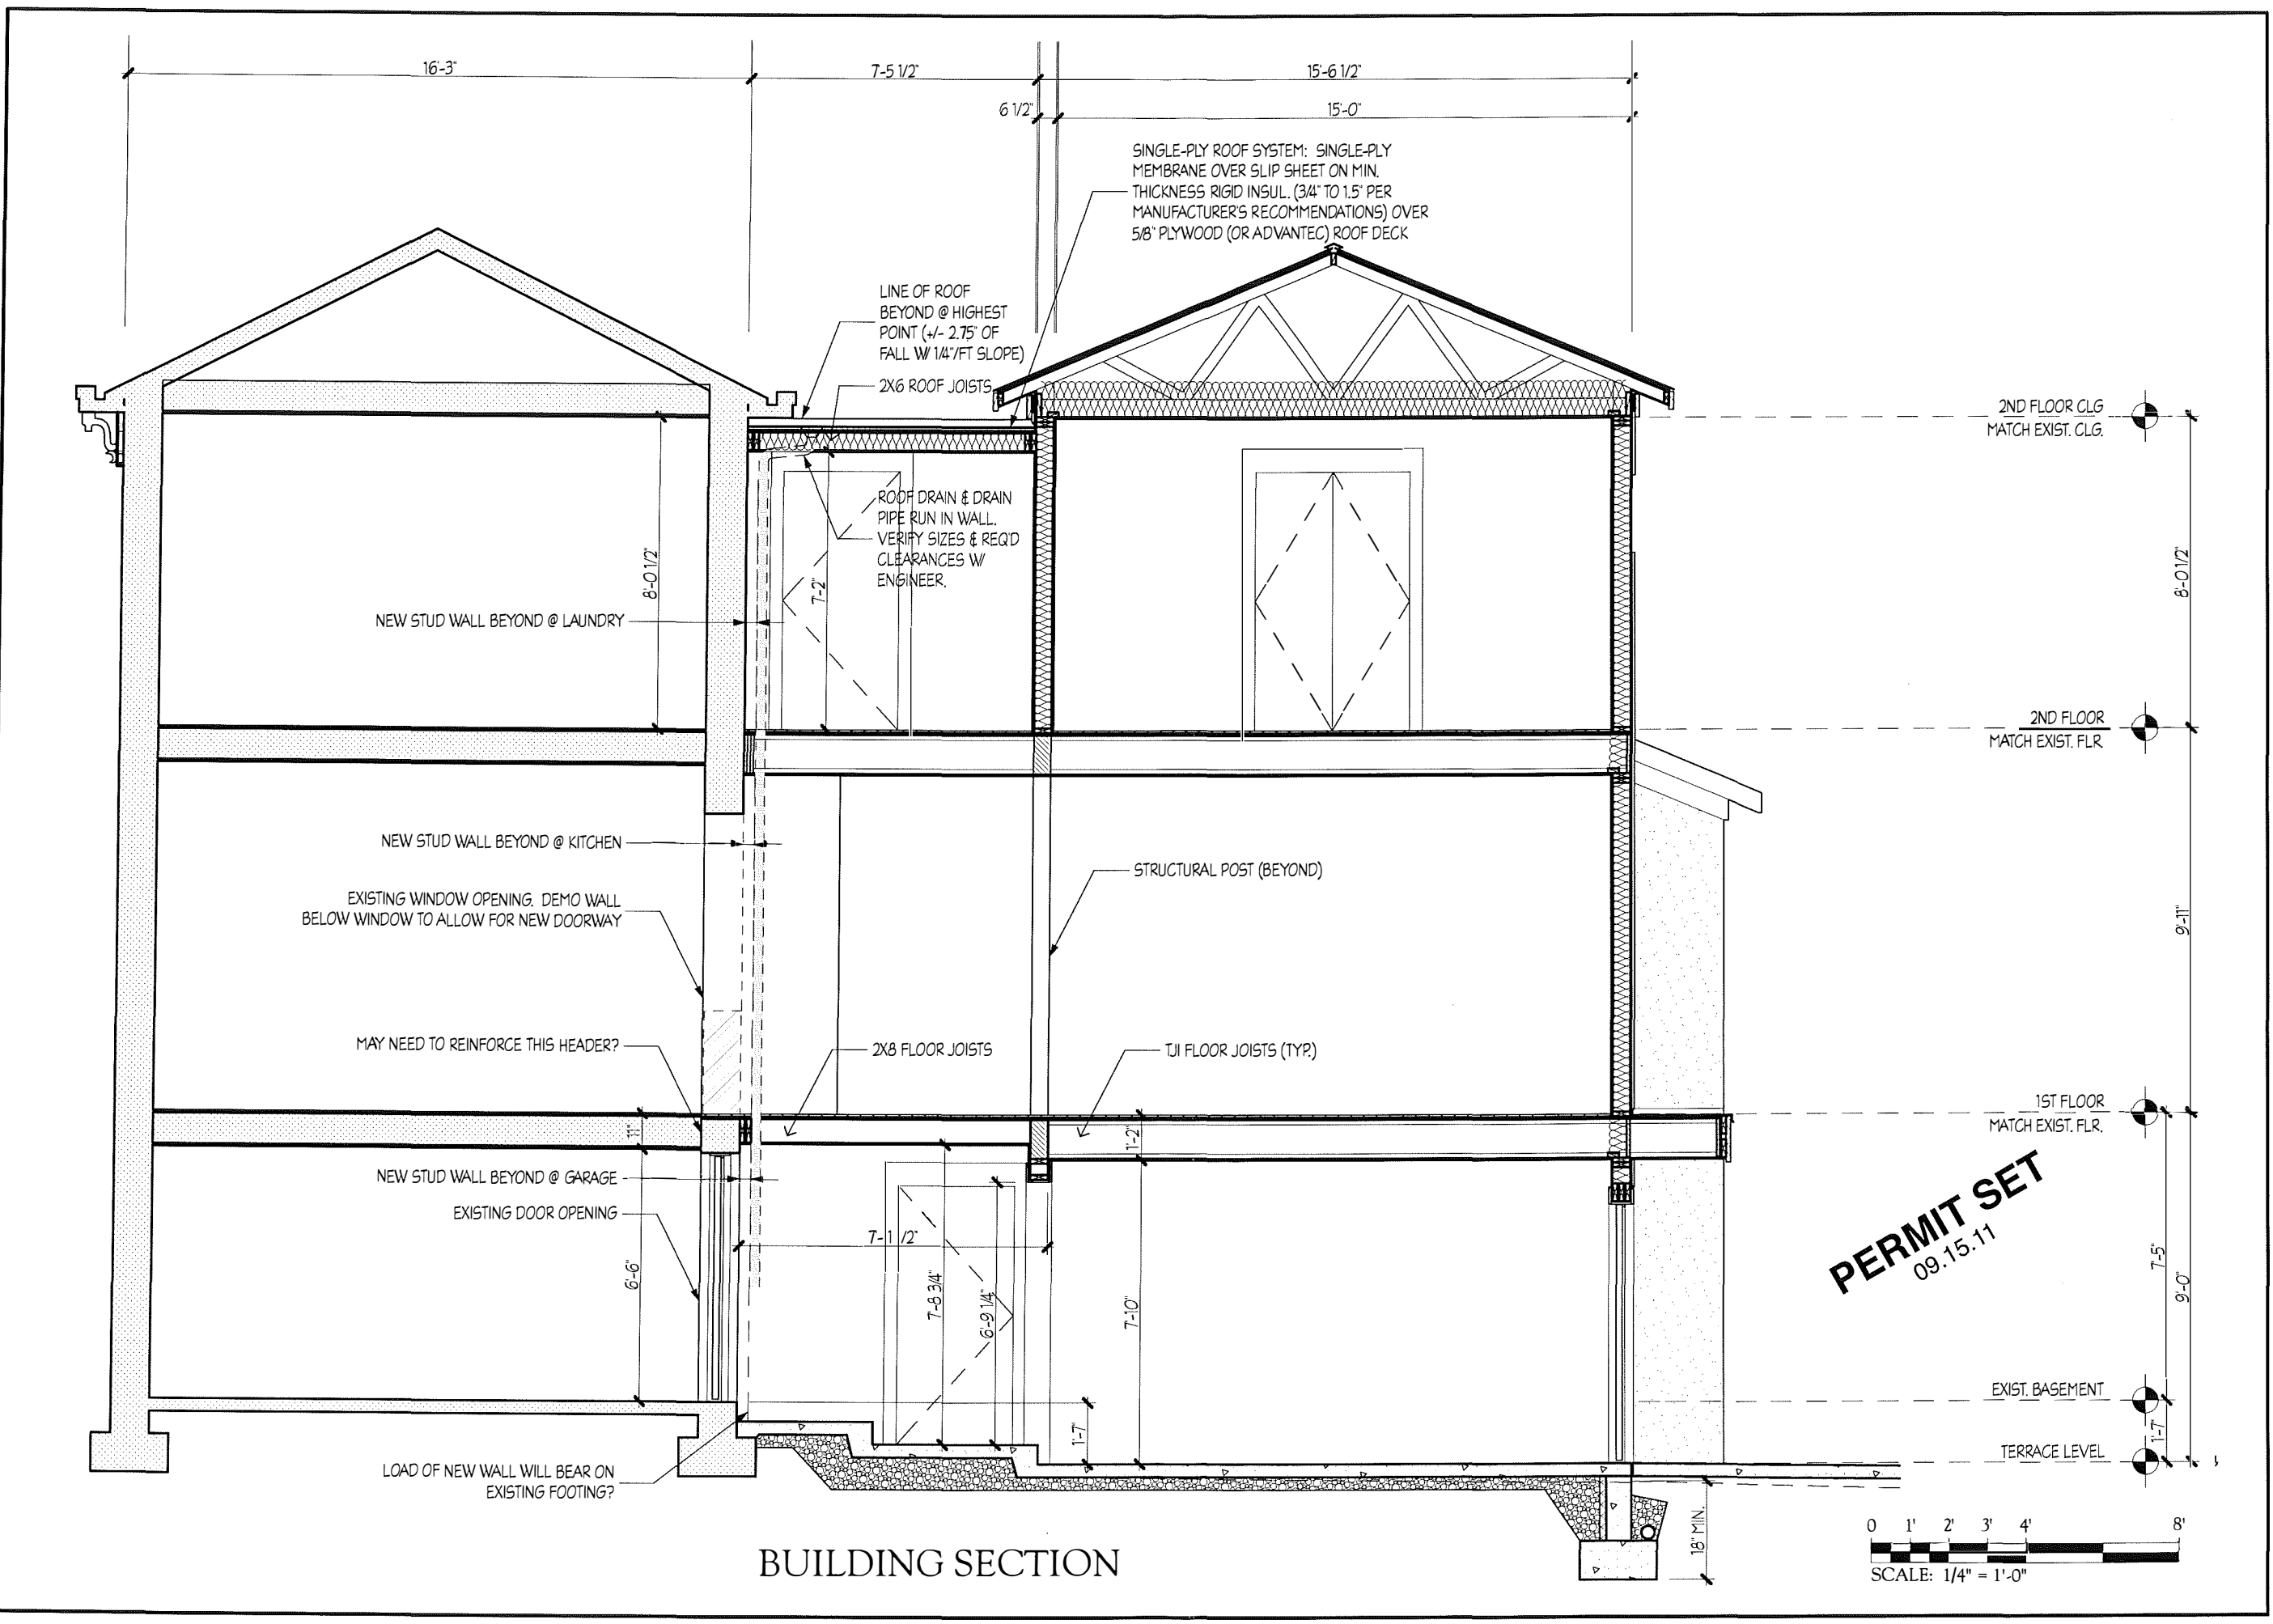 16'-3"
7'-5 1/2"
15'-6 1/2"
6 1/2"
15'-0"
SINGLE-PLY ROOF SYSTEM: SINGLE-PLY
MEMBRANE OVER SLIP SHEET ON MIN.
THICKNESS RIGID INSUL. (3/4" TO 1.5" PER
MANUFACTURER'S RECOMMENDATIONS) OVER
5/8" PLYWOOD (OR ADVANTEC) ROOF DECK
LINE OF ROOF
BEYOND @ HIGHEST
POINT (+/- 2.75" OF
FALL W/ 1/4"/FT SLOPE)
2X6 ROOF JOISTS
2ND FLOOR CLG
MATCH EXIST. CLG.
ROOF DRAIN & DRAIN
PIPE RUN IN WALL.
VERIFY SIZES & REQ'D
CLEARANCES W/
ENGINEER.
8'-0 1/2"
7'-2"
8'-0 1/2"
NEW STUD WALL BEYOND @ LAUNDRY
2ND FLOOR
MATCH EXIST. FLR
NEW STUD WALL BEYOND @ KITCHEN
STRUCTURAL POST (BEYOND)
EXISTING WINDOW OPENING. DEMO WALL
BELOW WINDOW TO ALLOW FOR NEW DOORWAY
9'-11"
MAY NEED TO REINFORCE THIS HEADER?
2X8 FLOOR JOISTS
TJI FLOOR JOISTS (TYP.)
1ST FLOOR
MATCH EXIST. FLR.
11"
1'-2"
NEW STUD WALL BEYOND @ GARAGE
EXISTING DOOR OPENING
7'-1 1/2"
6'-6"
7'-8 3/4"
6'-9 1/4"
7'-10"
PERMIT SET
09.15.11
7'-5"
9'-0"
EXIST. BASEMENT
1'-7"
1'-7"
TERRACE LEVEL
LOAD OF NEW WALL WILL BEAR ON
EXISTING FOOTING?
18" MIN.
BUILDING SECTION
0 1' 2' 3' 4' 8'
SCALE: 1/4" = 1'-0"